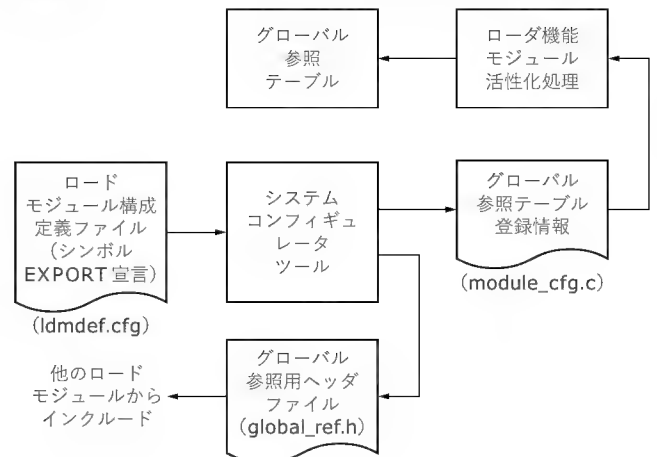 グローバル
参照
テーブル
ローダ機能
モジュール
活性化処理
ロード
モジュール構成
定義ファイル
(シンボル
EXPORT宣言)
(ldmdef.cfg)
システム
コンフィギュ
レータ
ツール
グローバル
参照テーブル
登録情報
(module_cfg.c)
グローバル
参照用ヘッダ
ファイル
(global_ref.h)
他のロード
モジュールから
インクルード